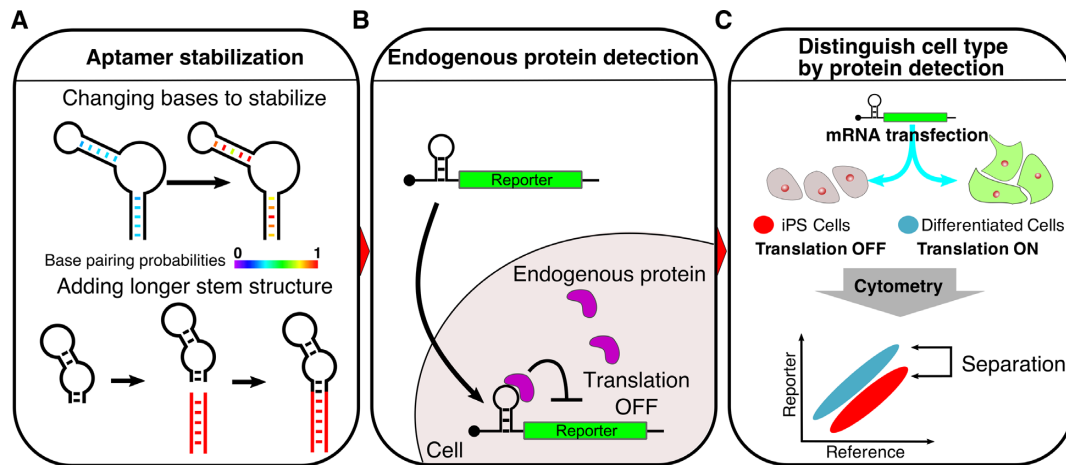 A
Aptamer stabilization
Changing bases to stabilize
Base pairing probabilities
0
1
Adding longer stem structure
B
Endogenous protein detection
Reporter
Endogenous protein
Translation
OFF
Reporter
Cell
C
Distinguish cell type
by protein detection
mRNA transfection
iPS Cells
Differentiated Cells
Translation OFF
Translation ON
Cytometry
Reporter
Separation
Reference